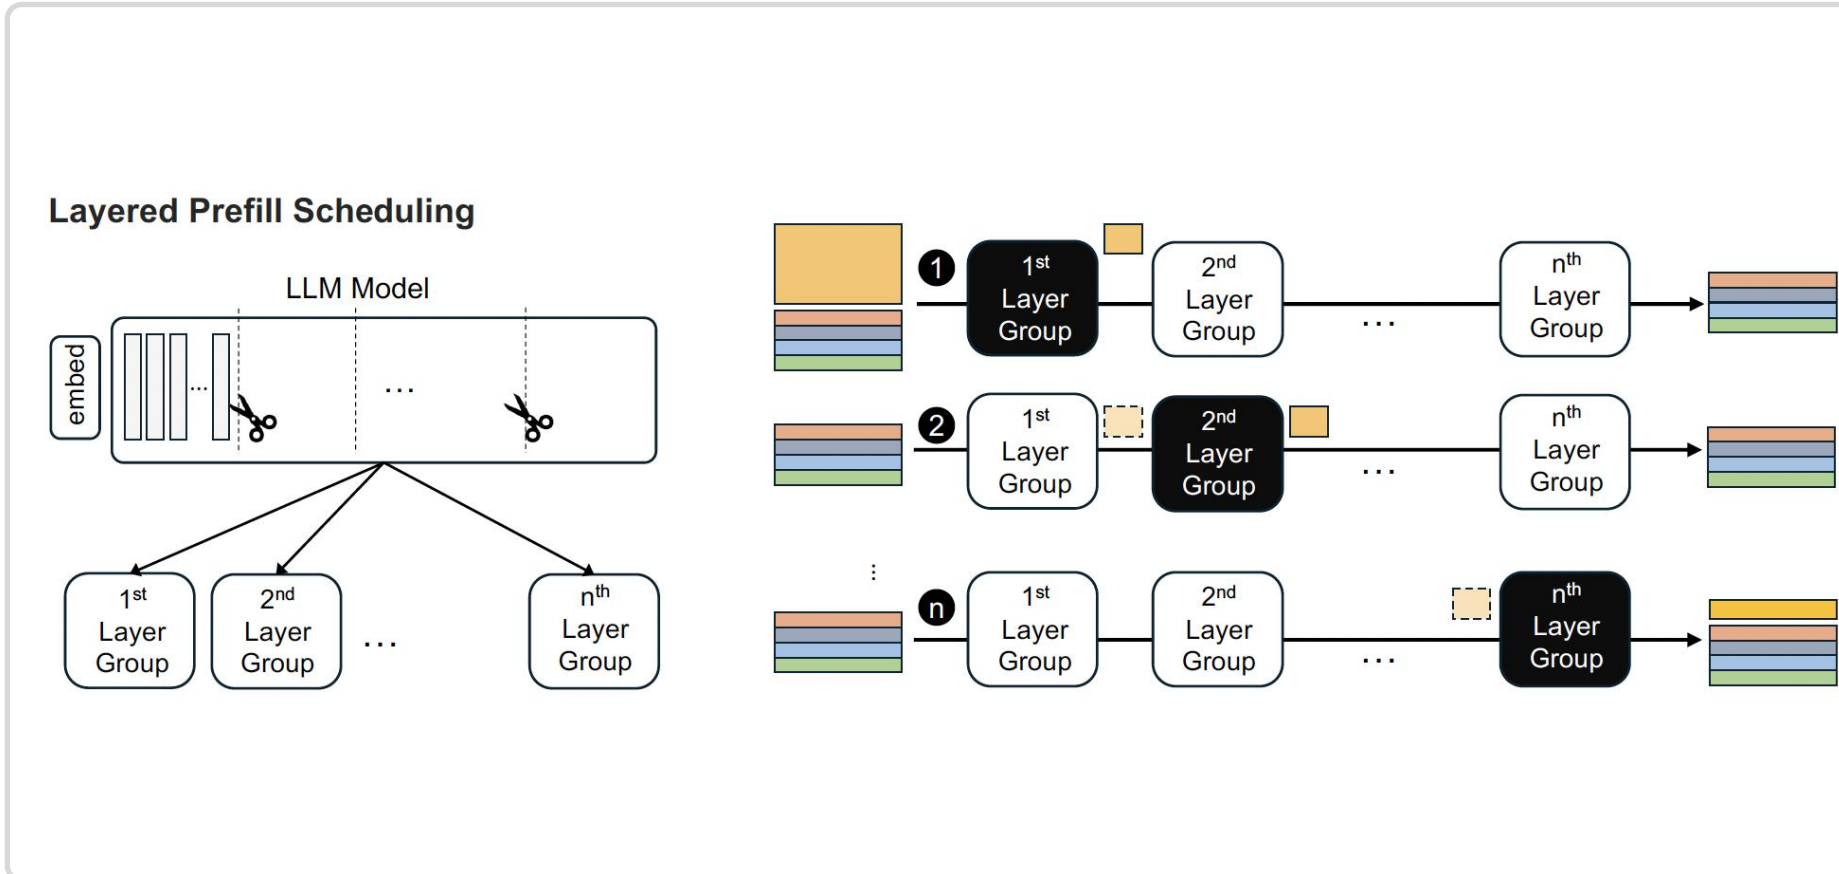 Layered Prefill Scheduling
LLM Model
embed
...
...
1st
Layer
Group
2nd
Layer
Group
...
nth
Layer
Group
1
1st
Layer
Group
2nd
Layer
Group
...
nth
Layer
Group
2
1st
Layer
Group
2nd
Layer
Group
...
nth
Layer
Group
⋮
n
1st
Layer
Group
2nd
Layer
Group
...
nth
Layer
Group